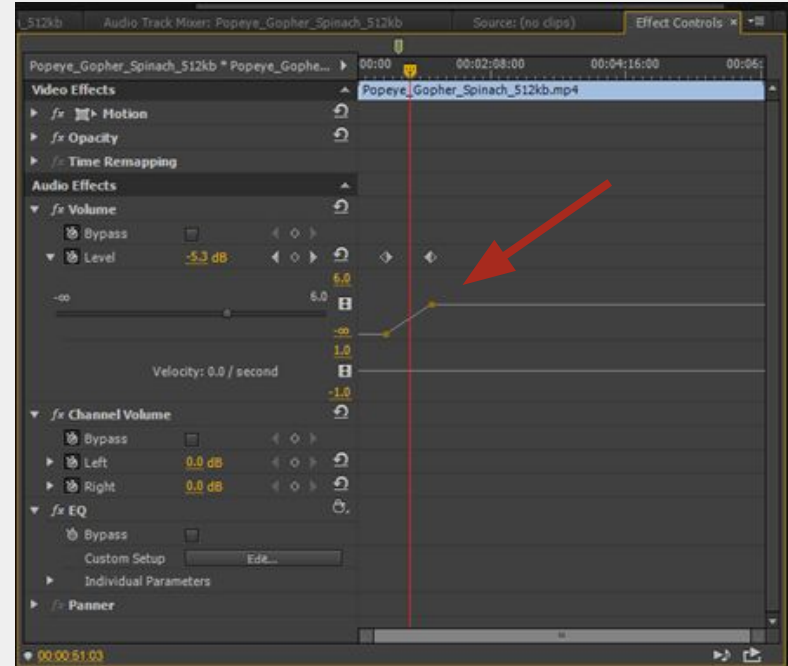 _512kb Audio Track Mixer: Popeye_Gopher_Spinach_512kb Source: (no clips) Effect Controls ×
Popeye_Gopher_Spinach_512kb * Popeye_Gophe... 00:00 00:02:08:00 00:04:16:00 00:06:
Video Effects Popeye_Gopher_Spinach_512kb.mp4
fx Motion
fx Opacity
fx Time Remapping
Audio Effects
fx Volume
Bypass
Level -5.3 dB
6.0
-∞ 6.0
-∞
1.0
Velocity: 0.0 / second
-1.0
fx Channel Volume
Bypass
Left 0.0 dB
Right 0.0 dB
fx EQ
Bypass
Custom Setup Edit...
Individual Parameters
fx Panner
00:00:51:03